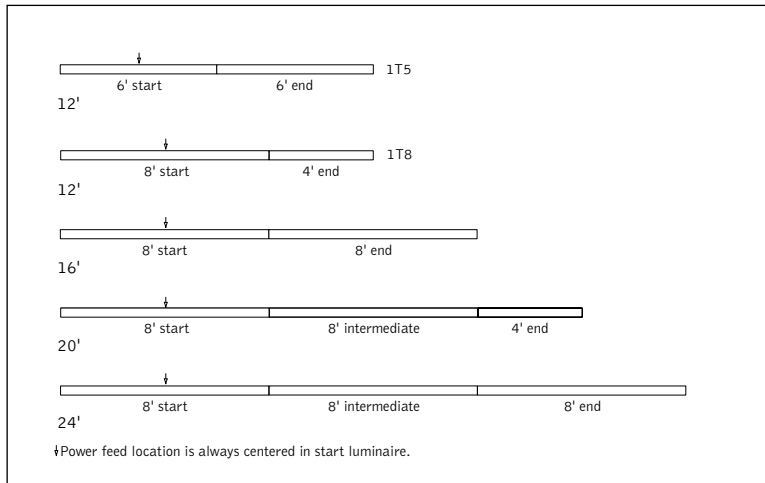 1T5
6' start 6' end
12'
1T8
8' start 4' end
12'
8' start 8' end
16'
8' start 8' intermediate 4' end
20'
8' start 8' intermediate 8' end
24'
Power feed location is always centered in start luminaire.